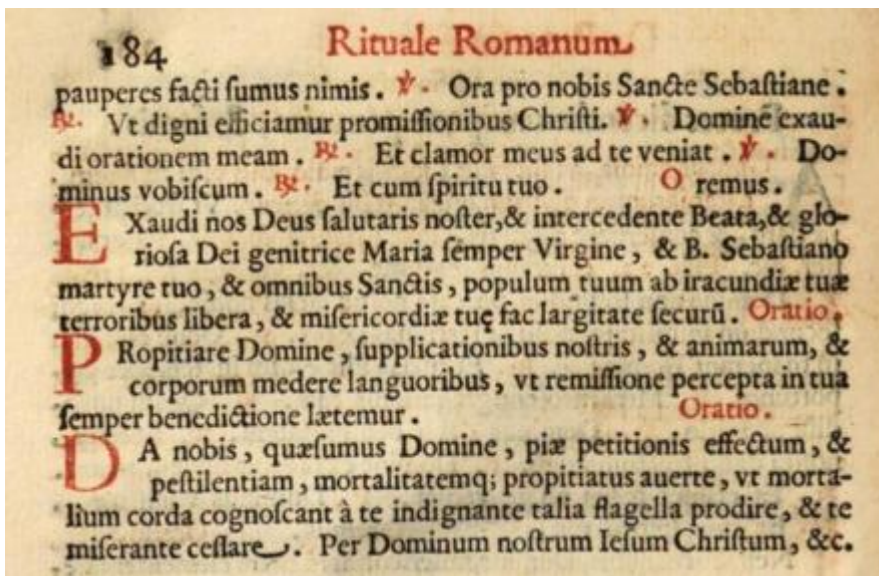 184 Rituale Romanum
pauperes facti ſumus nimis . ℣. Ora pro nobis Sancte Sebaſtiane .
℟. Vt digni efficiamur promiſſionibus Chriſti. ℣. Domine exau-
di orationem meam . ℟. Et clamor meus ad te veniat . ℣. Do-
minus vobiſcum . ℟. Et cum ſpiritu tuo . O remus .
EXaudi nos Deus ſalutaris noſter,& intercedente Beata,& glo-
rioſa Dei genitrice Maria ſemper Virgine , & B. Sebaſtiano
martyre tuo , & omnibus Sanctis , populum tuum ab iracundiæ tuæ
terroribus libera , & miſericordiæ tuę fac largitate ſecurũ . Oratio.
PRopitiare Domine , ſupplicationibus noſtris , & animarum, &
corporum medere languoribus , vt remiſſione percepta in tua
ſemper benedictione lætemur . Oratio .
DA nobis , quæſumus Domine , piæ petitionis effectum , &
peſtilentiam , mortalitatemq; propitiatus auerte , vt morta-
lium corda cognoſcant à te indignante talia flagella prodire , & te
miſerante ceſſare . Per Dominum noſtrum Ieſum Chriſtum, &c.